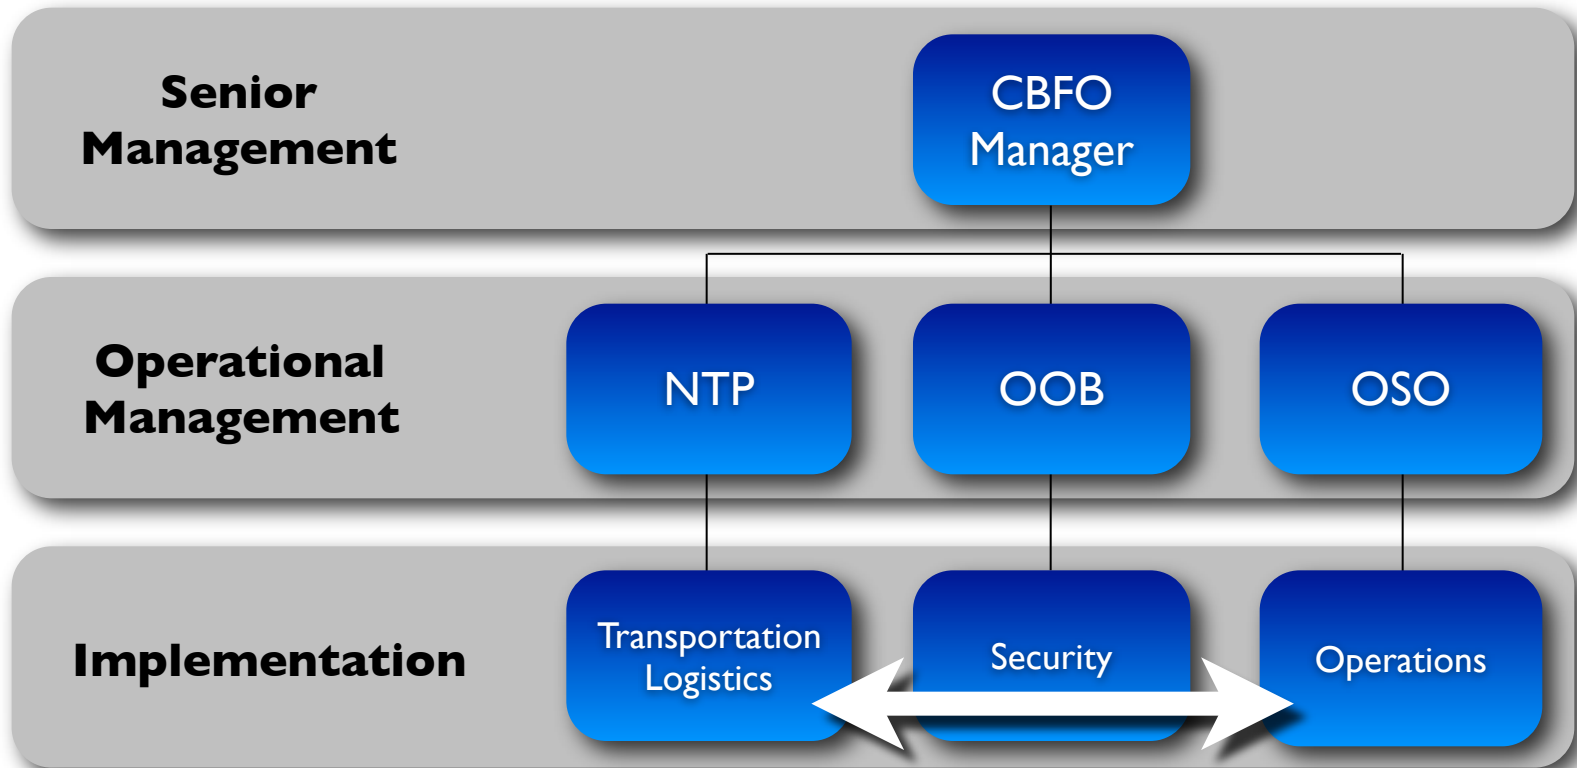 Senior
Management
CBFO
Manager
Operational
Management
NTP
OOB
OSO
Implementation
Transportation
Logistics
Security
Operations